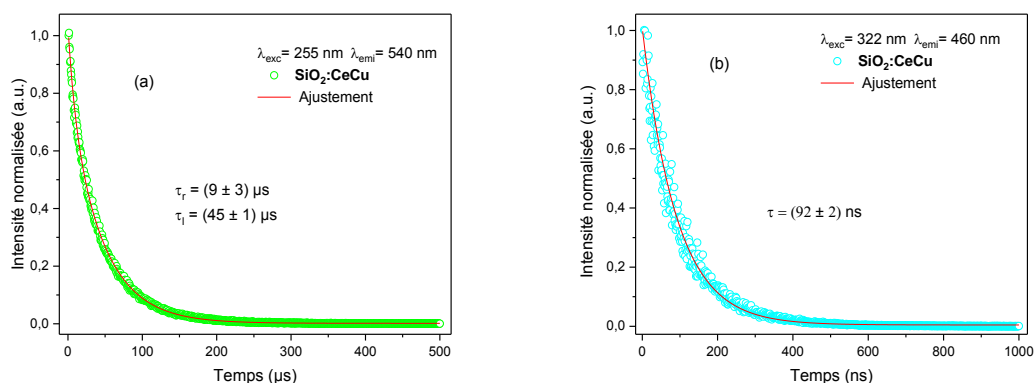 Intensité normalisée (a.u.)
1,0
0,8
0,6
0,4
0,2
0,0
λexc= 255 nm λemi= 540 nm
(a)
SiO₂:CeCu
Ajustement
τr = (9 ± 3) µs
τl = (45 ± 1) µs
0 100 200 300 400 500
Temps (µs)
Intensité normalisée (a.u.)
1,0
0,8
0,6
0,4
0,2
0,0
λexc= 322 nm λemi= 460 nm
(b)
SiO₂:CeCu
Ajustement
τ = (92 ± 2) ns
0 200 400 600 800 1000
Temps (ns)